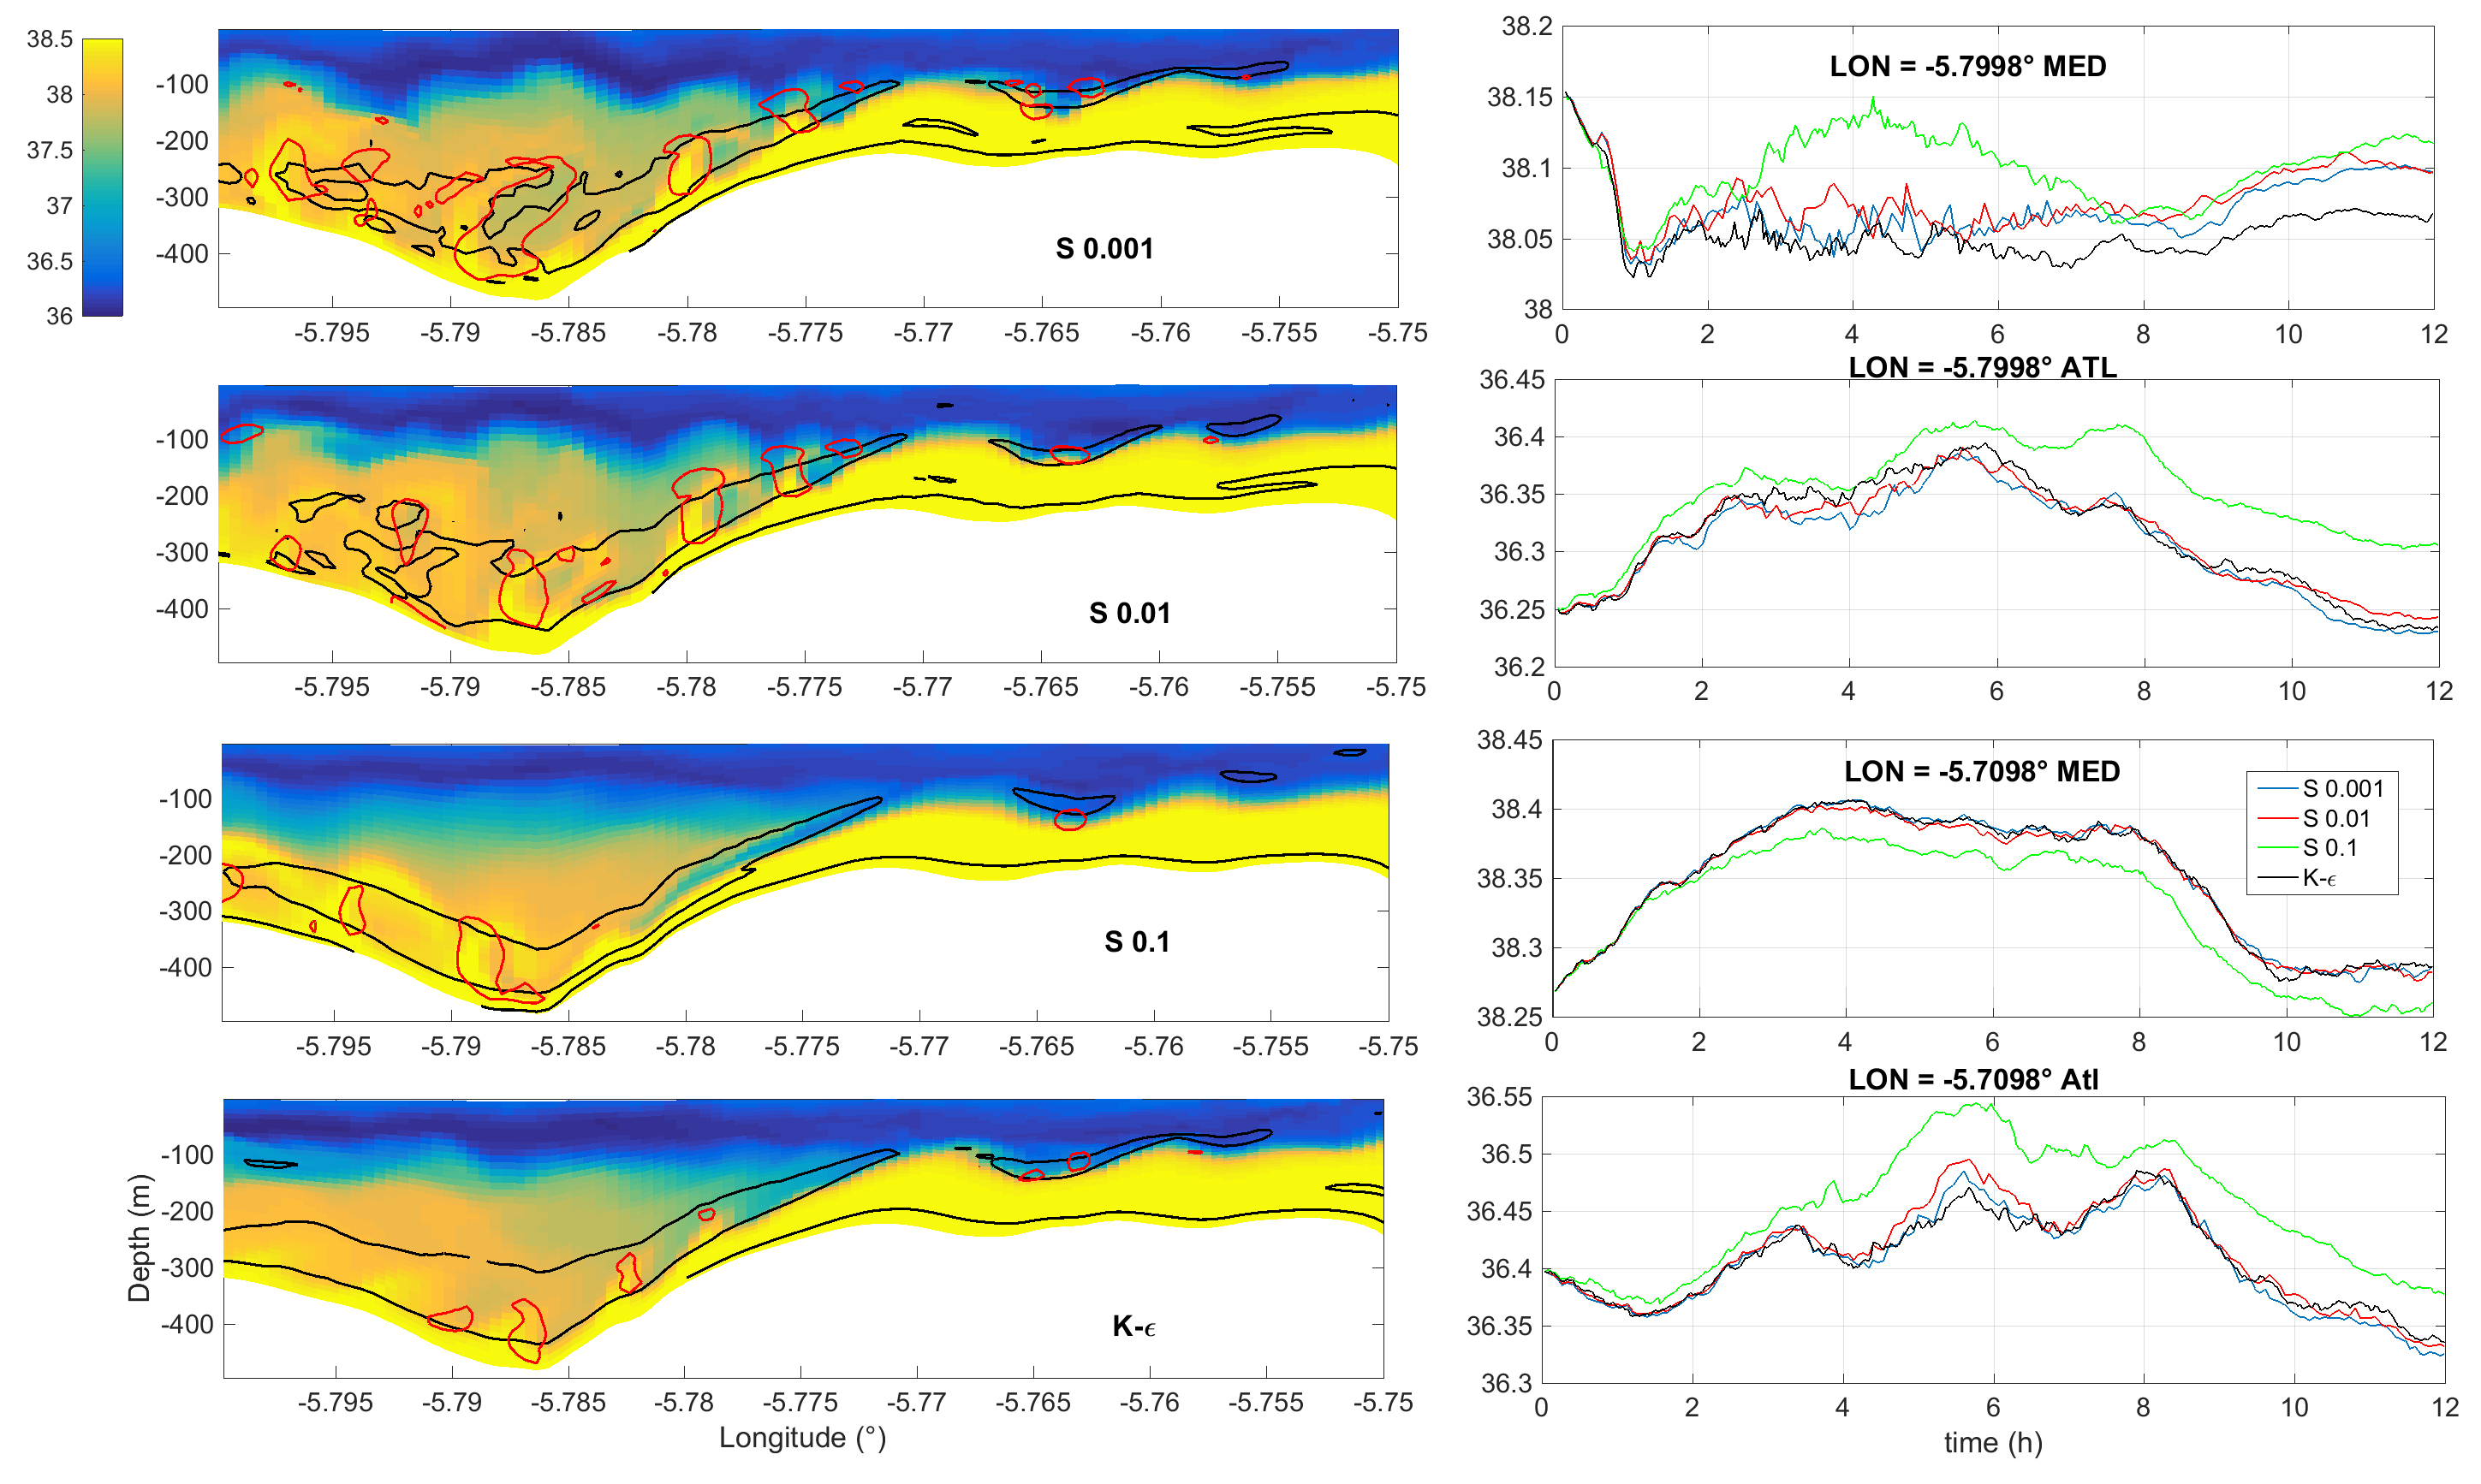 38.5
38
37.5
37
36.5
36
-100
-200
-300
-400
S 0.001
-5.795 -5.79 -5.785 -5.78 -5.775 -5.77 -5.765 -5.76 -5.755 -5.75
-100
-200
-300
-400
S 0.01
-5.795 -5.79 -5.785 -5.78 -5.775 -5.77 -5.765 -5.76 -5.755 -5.75
-100
-200
-300
-400
S 0.1
-5.795 -5.79 -5.785 -5.78 -5.775 -5.77 -5.765 -5.76 -5.755 -5.75
-100
-200
-300
-400
Depth (m)
K-ϵ
-5.795 -5.79 -5.785 -5.78 -5.775 -5.77 -5.765 -5.76 -5.755 -5.75
Longitude (°)
38.2
38.15
38.1
38.05
38
LON = -5.7998° MED
0 2 4 6 8 10 12
LON = -5.7998° ATL
36.45
36.4
36.35
36.3
36.25
36.2
0 2 4 6 8 10 12
38.45
38.4
38.35
38.3
38.25
LON = -5.7098° MED
S 0.001
S 0.01
S 0.1
K-ϵ
0 2 4 6 8 10 12
LON = -5.7098° Atl
36.55
36.5
36.45
36.4
36.35
36.3
0 2 4 6 8 10 12
time (h)